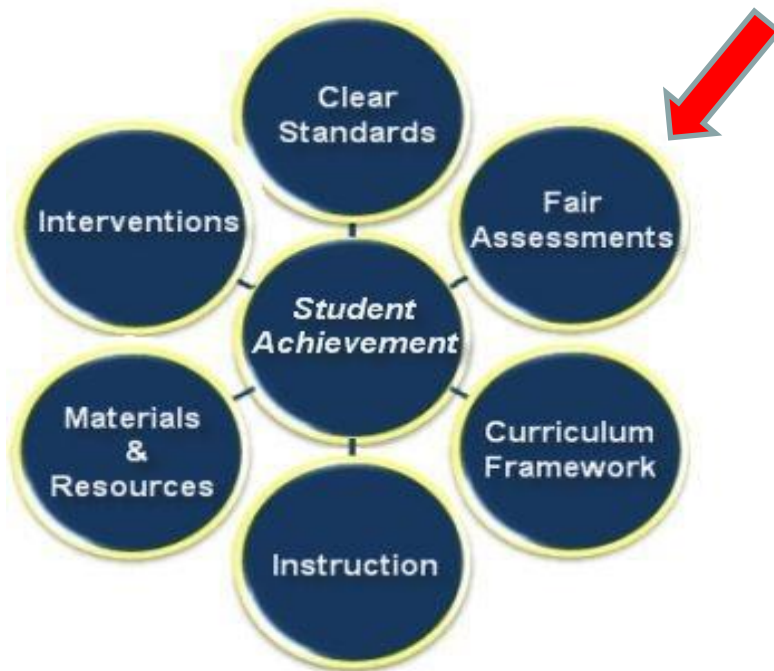 Clear
Standards
Fair
Assessments
Curriculum
Framework
Instruction
Materials
&
Resources
Interventions
Student
Achievement